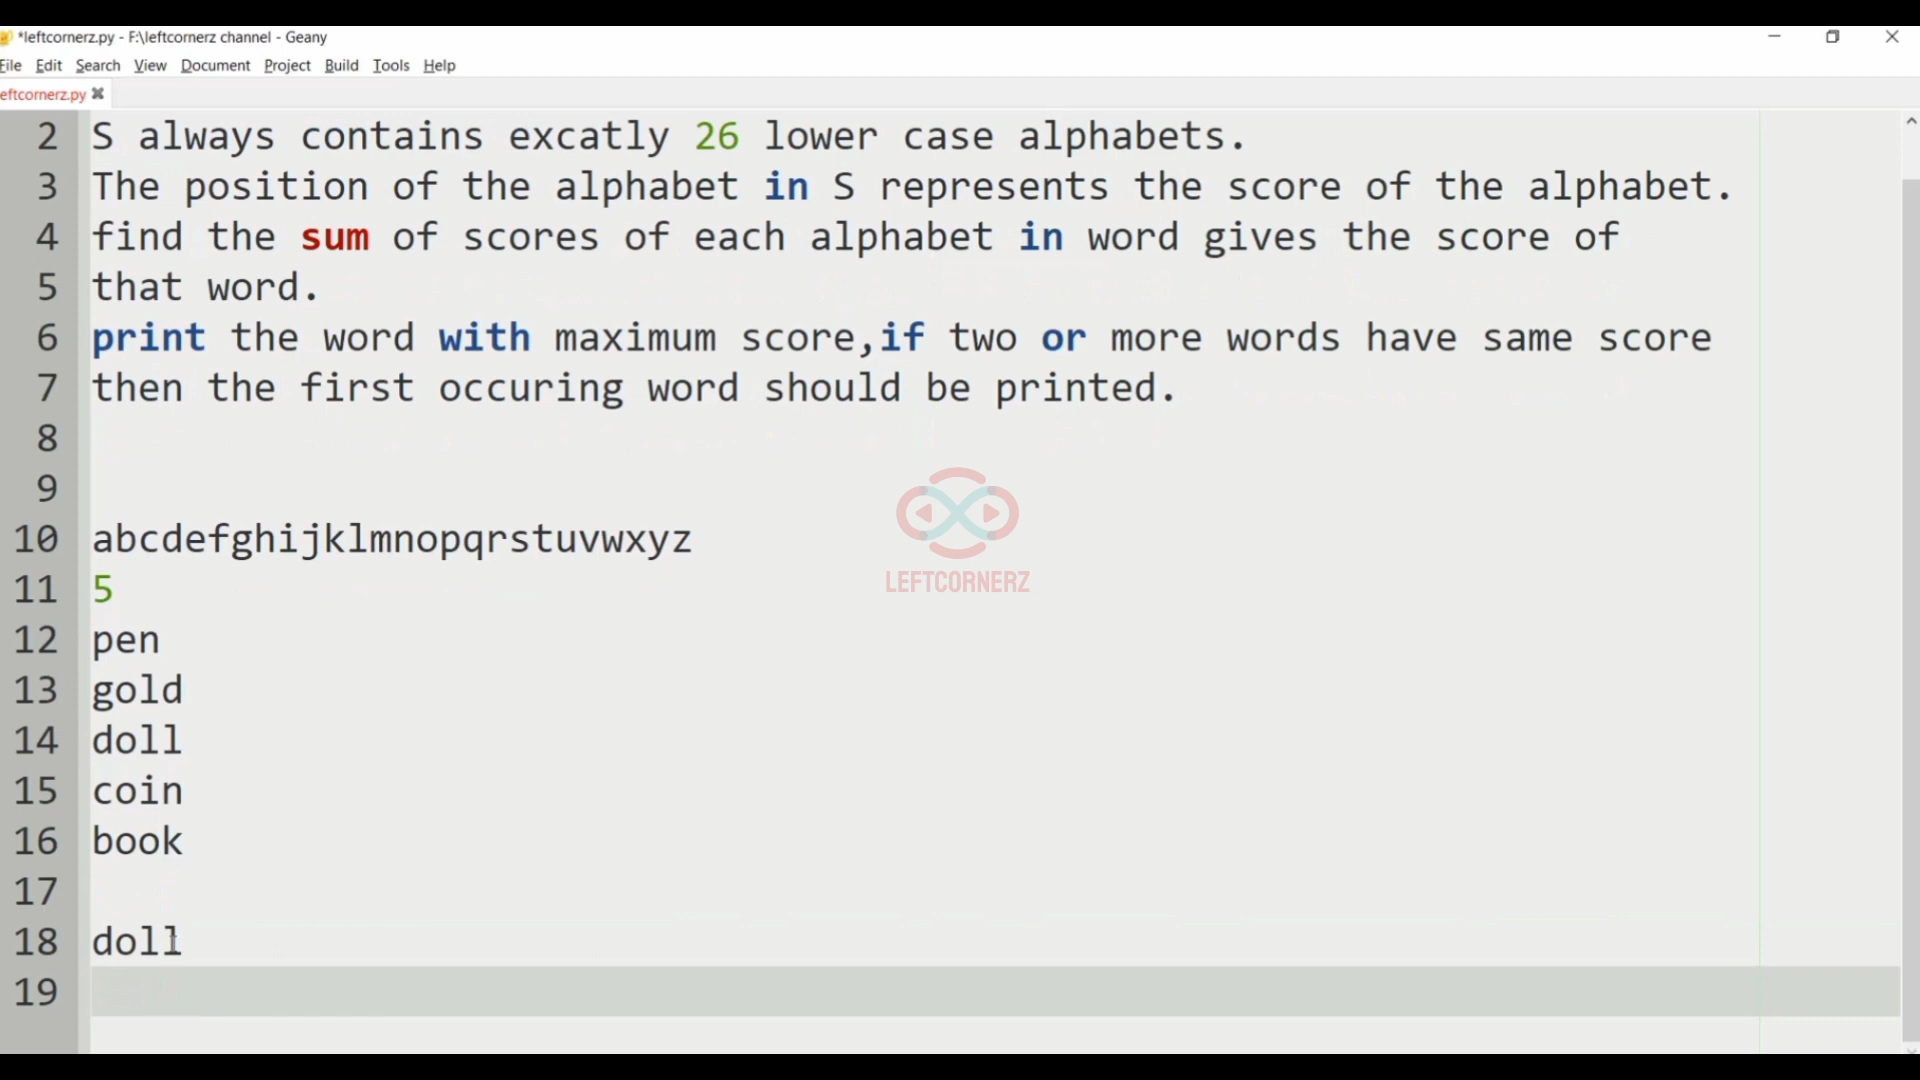 *leftcornerz.py - F:\leftcornerz channel - Geany
File Edit Search View Document Project Build Tools Help
eftcornerz.py
2 S always contains excatly 26 lower case alphabets.
3 The position of the alphabet in S represents the score of the alphabet.
4 find the sum of scores of each alphabet in word gives the score of
5 that word.
6 print the word with maximum score,if two or more words have same score
7 then the first occuring word should be printed.
8
9
10 abcdefghijklmnopqrstuvwxyz
11 5
12 pen
13 gold
14 doll
15 coin
16 book
17
18 doll
19
LEFTCORNERZ